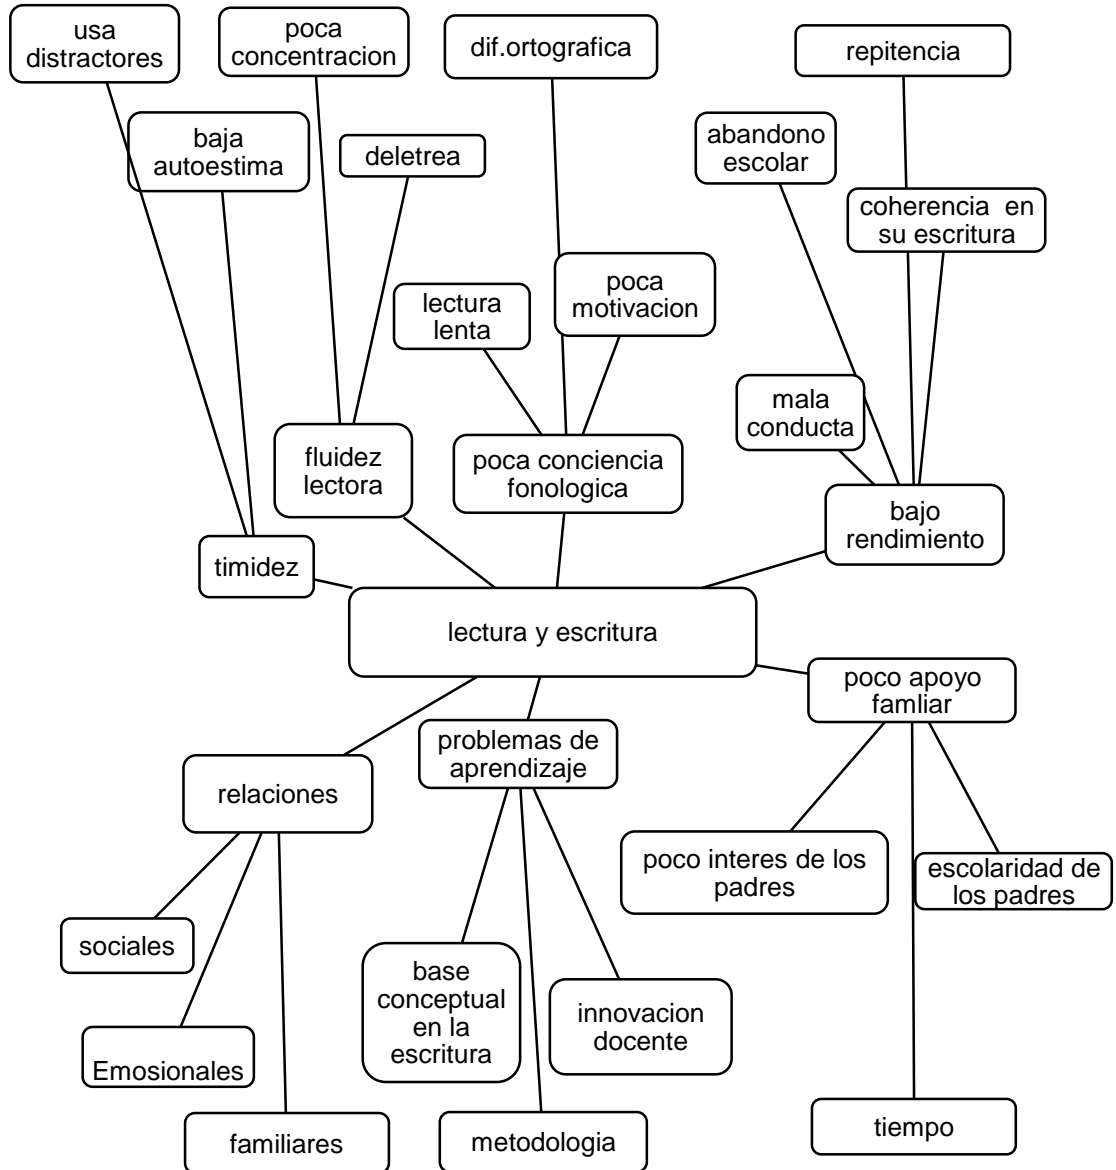 usa
distractores
poca
concentracion
dif.ortografica
repitencia
baja
autoestima
deletrea
abandono
escolar
coherencia en
su escritura
lectura
lenta
poca
motivacion
mala
conducta
fluidez
lectora
poca conciencia
fonologica
bajo
rendimiento
timidez
lectura y escritura
poco apoyo
famliar
problemas de
aprendizaje
relaciones
poco interes de los
padres
escolaridad de
los padres
sociales
base
conceptual
en la
escritura
innovacion
docente
Emosionales
familiares
metodologia
tiempo